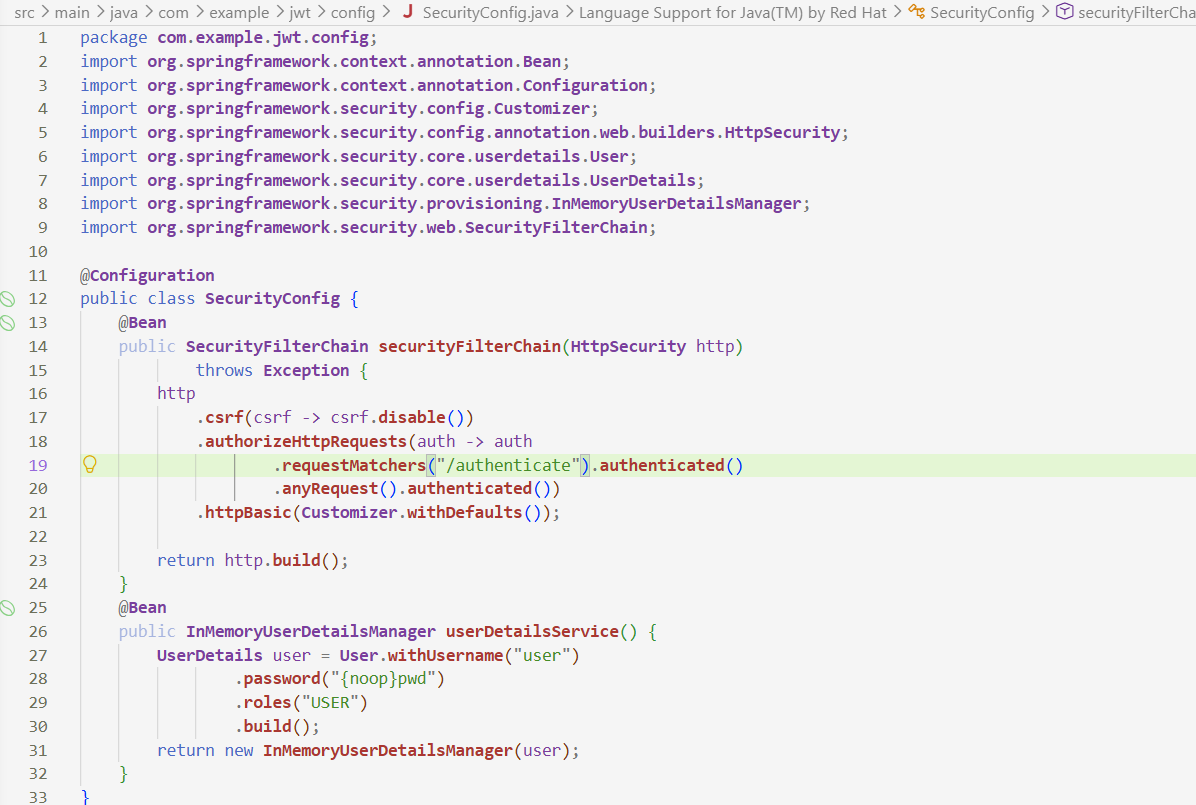 src > main > java > com > example > jwt > config > J SecurityConfig.java > Language Support for Java(TM) by Red Hat > SecurityConfig > securityFilterCha
1 package com.example.jwt.config;
2 import org.springframework.context.annotation.Bean;
3 import org.springframework.context.annotation.Configuration;
4 import org.springframework.security.config.Customizer;
5 import org.springframework.security.config.annotation.web.builders.HttpSecurity;
6 import org.springframework.security.core.userdetails.User;
7 import org.springframework.security.core.userdetails.UserDetails;
8 import org.springframework.security.provisioning.InMemoryUserDetailsManager;
9 import org.springframework.security.web.SecurityFilterChain;
10
11 @Configuration
12 public class SecurityConfig {
13     @Bean
14     public SecurityFilterChain securityFilterChain(HttpSecurity http)
15             throws Exception {
16         http
17             .csrf(csrf -> csrf.disable())
18             .authorizeHttpRequests(auth -> auth
19                     .requestMatchers("/authenticate").authenticated()
20                     .anyRequest().authenticated())
21             .httpBasic(Customizer.withDefaults());
22
23         return http.build();
24     }
25     @Bean
26     public InMemoryUserDetailsManager userDetailsService() {
27         UserDetails user = User.withUsername("user")
28                 .password("{noop}pwd")
29                 .roles("USER")
30                 .build();
31         return new InMemoryUserDetailsManager(user);
32     }
33 }